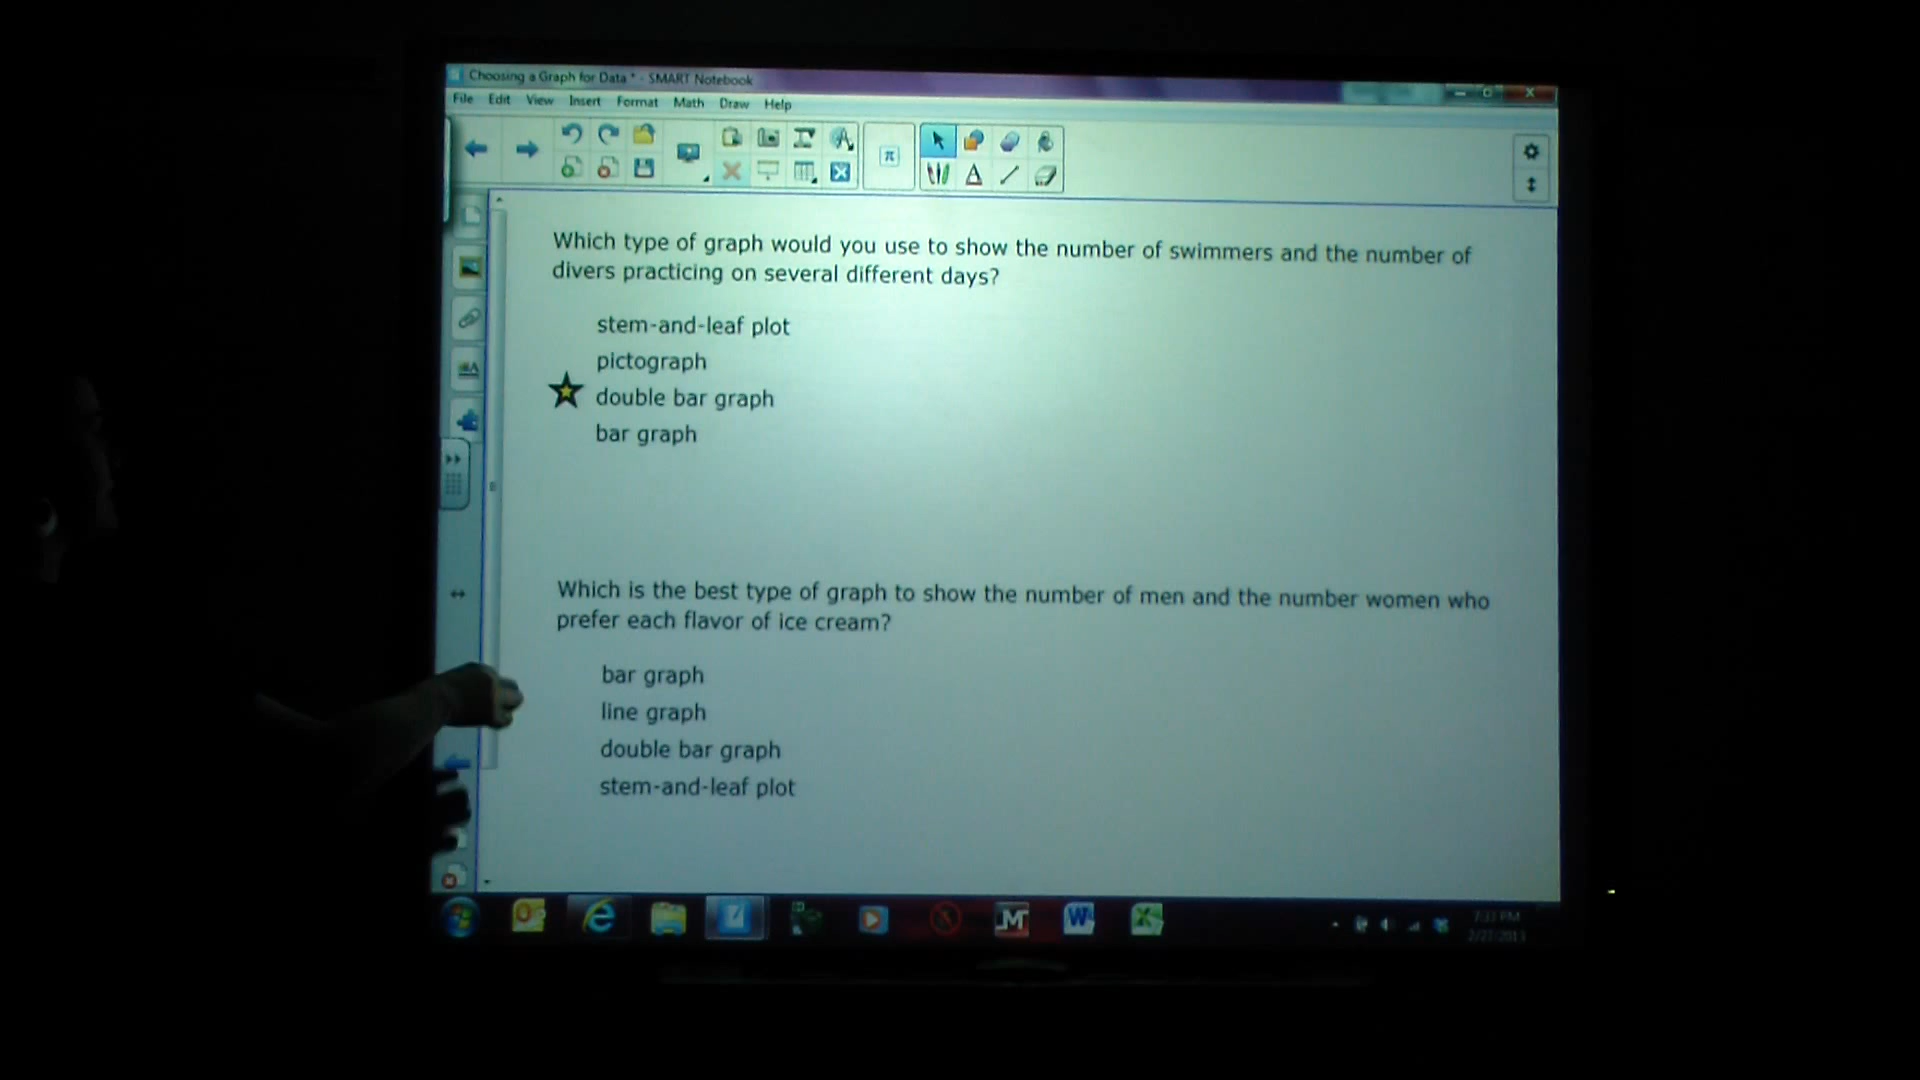 Choosing a Graph for Data * - SMART Notebook
File Edit View Insert Format Math Draw Help
Which type of graph would you use to show the number of swimmers and the number of
divers practicing on several different days?
stem-and-leaf plot
pictograph
double bar graph
bar graph
Which is the best type of graph to show the number of men and the number women who
prefer each flavor of ice cream?
bar graph
line graph
double bar graph
stem-and-leaf plot
7:33 PM